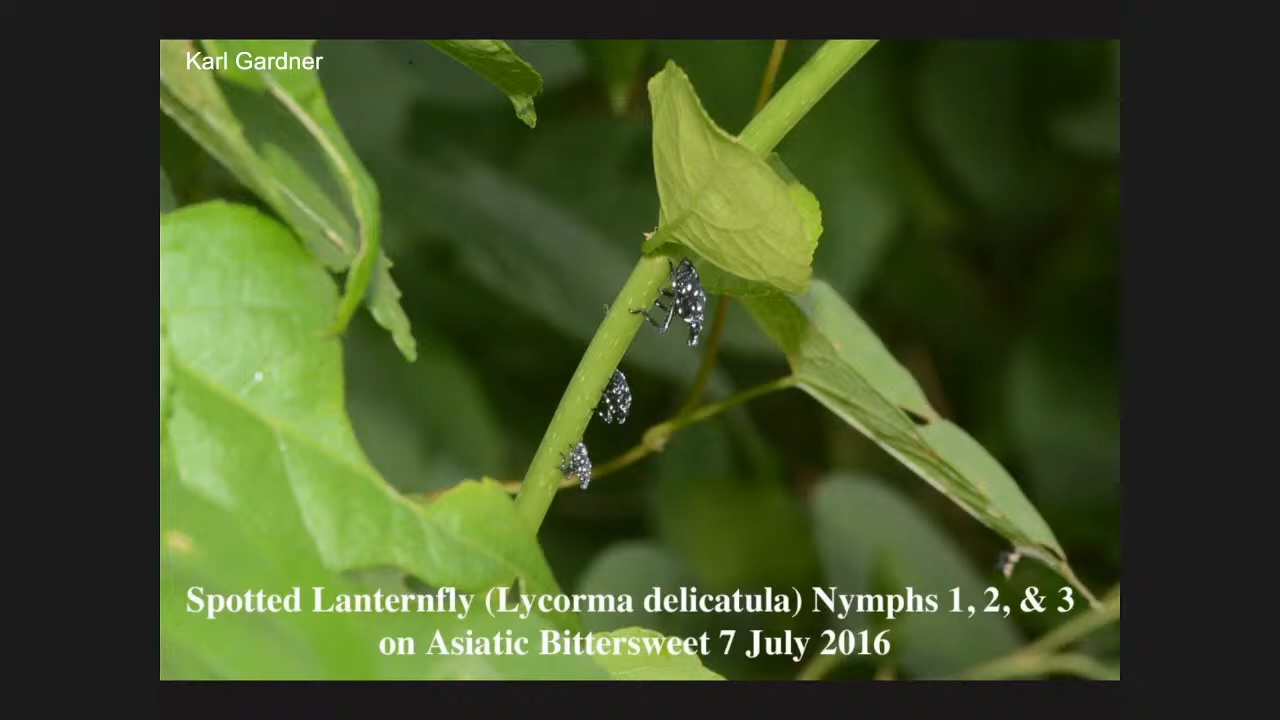 Karl Gardner
Spotted Lanternfly (Lycorma delicatula) Nymphs 1, 2, & 3
on Asiatic Bittersweet 7 July 2016